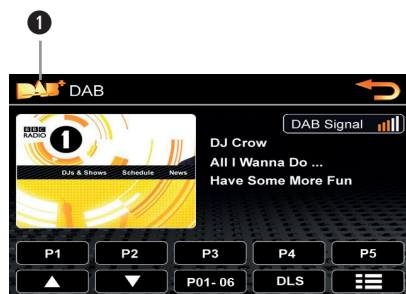 1
DAB+ DAB
DAB Signal
BBC
RADIO
1
DJs & Shows Schedule News
DJ Crow
All I Wanna Do ...
Have Some More Fun
P1 P2 P3 P4 P5
P01-06 DLS